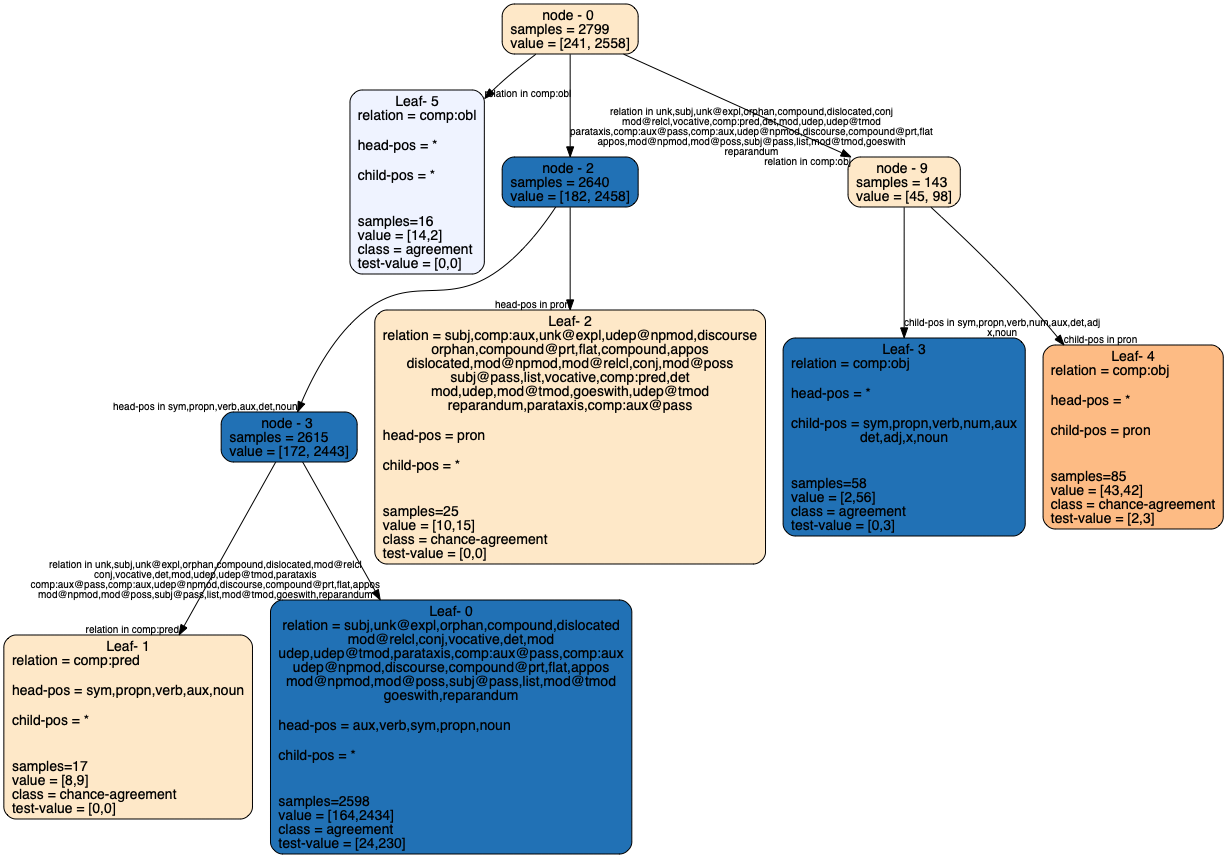 node - 0
samples = 2799
value = [241, 2558]
relation in comp:obl
Leaf- 5
relation = comp:obl
head-pos = *
child-pos = *
samples=16
value = [14,2]
class = agreement
test-value = [0,0]
relation in unk,subj,unk@expl,orphan,compound,dislocated,conj
mod@relcl,vocative,comp:pred,det,mod,udep,udep@tmod
parataxis,comp:aux@pass,comp:aux,udep@npmod,discourse,compound@prt,flat
appos,mod@npmod,mod@poss,subj@pass,list,mod@tmod,goeswith
reparandum
relation in comp:obj
node - 2
samples = 2640
value = [182, 2458]
node - 9
samples = 143
value = [45, 98]
head-pos in pron
Leaf- 2
relation = subj,comp:aux,unk@expl,udep@npmod,discourse
orphan,compound@prt,flat,compound,appos
dislocated,mod@npmod,mod@relcl,conj,mod@poss
subj@pass,list,vocative,comp:pred,det
mod,udep,mod@tmod,goeswith,udep@tmod
reparandum,parataxis,comp:aux@pass
head-pos = pron
child-pos = *
samples=25
value = [10,15]
class = chance-agreement
test-value = [0,0]
child-pos in sym,propn,verb,num,aux,det,adj
x,noun
Leaf- 3
relation = comp:obj
head-pos = *
child-pos = sym,propn,verb,num,aux
det,adj,x,noun
samples=58
value = [2,56]
class = agreement
test-value = [0,3]
child-pos in pron
Leaf- 4
relation = comp:obj
head-pos = *
child-pos = pron
samples=85
value = [43,42]
class = chance-agreement
test-value = [2,3]
head-pos in sym,propn,verb,aux,det,noun
node - 3
samples = 2615
value = [172, 2443]
relation in unk,subj,unk@expl,orphan,compound,dislocated,mod@relcl
conj,vocative,det,mod,udep,udep@tmod,parataxis
comp:aux@pass,comp:aux,udep@npmod,discourse,compound@prt,flat,appos
mod@npmod,mod@poss,subj@pass,list,mod@tmod,goeswith,reparandum
relation in comp:pred
Leaf- 1
relation = comp:pred
head-pos = sym,propn,verb,aux,noun
child-pos = *
samples=17
value = [8,9]
class = chance-agreement
test-value = [0,0]
Leaf- 0
relation = subj,unk@expl,orphan,compound,dislocated
mod@relcl,conj,vocative,det,mod
udep,udep@tmod,parataxis,comp:aux@pass,comp:aux
udep@npmod,discourse,compound@prt,flat,appos
mod@npmod,mod@poss,subj@pass,list,mod@tmod
goeswith,reparandum
head-pos = aux,verb,sym,propn,noun
child-pos = *
samples=2598
value = [164,2434]
class = agreement
test-value = [24,230]